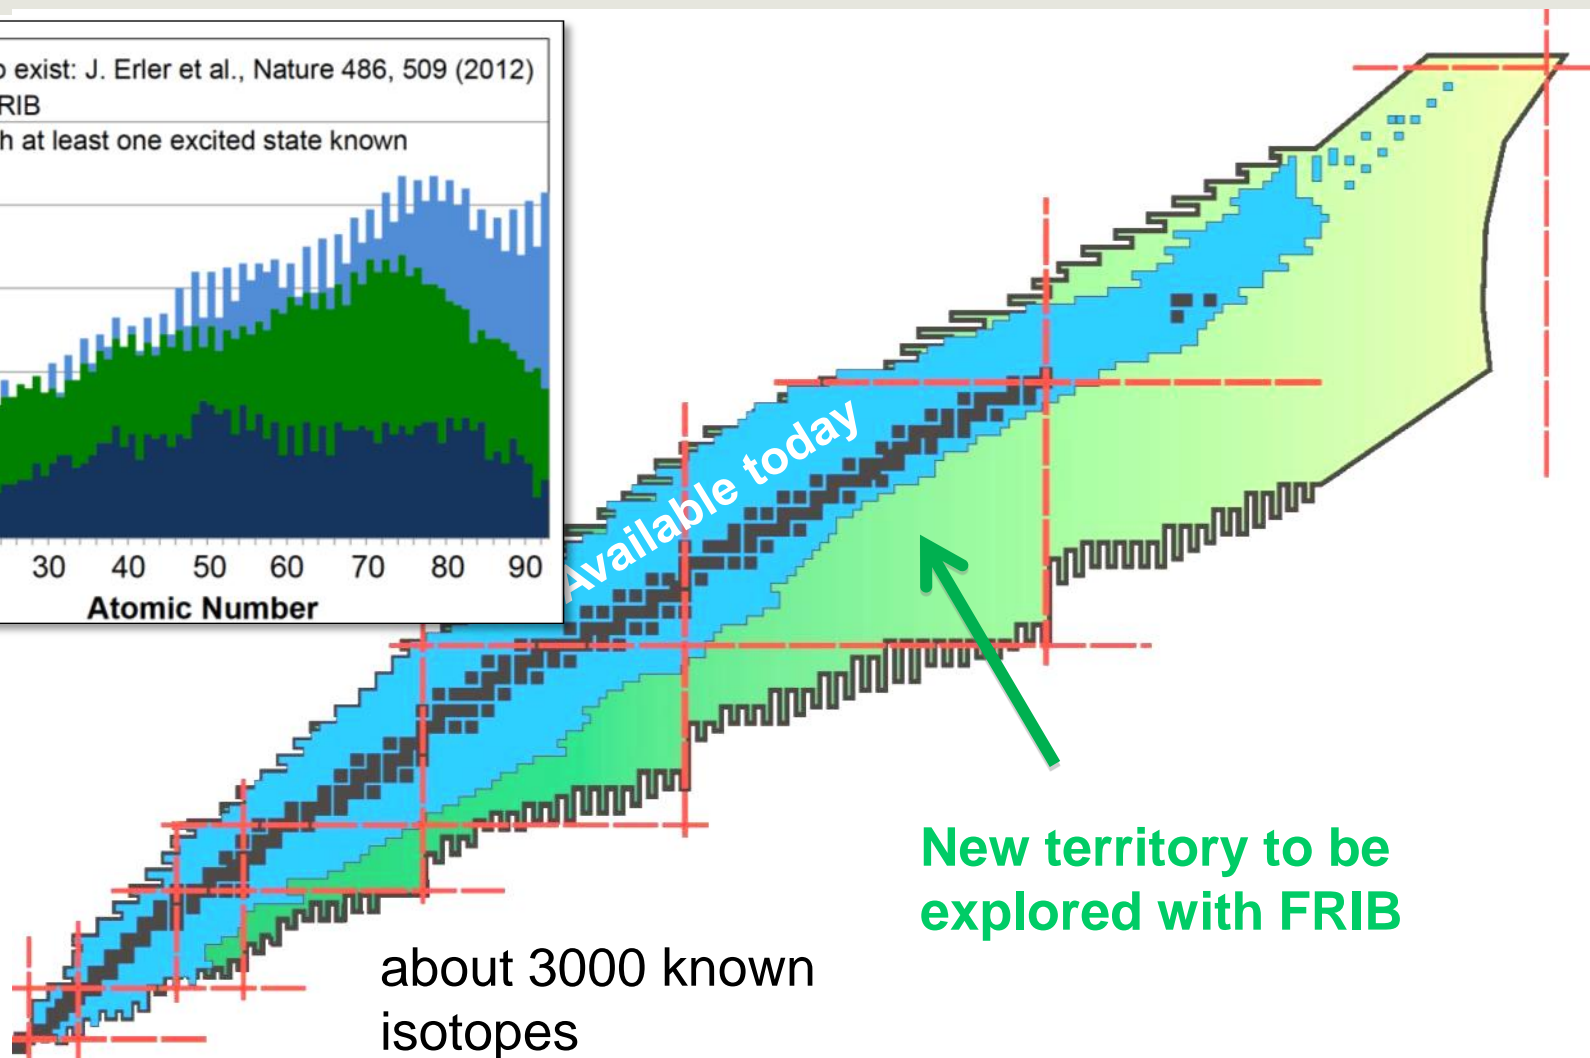 exist: J. Erler et al., Nature 486, 509 (2012)
RIB
at least one excited state known
30 40 50 60 70 80 90
Atomic Number
Available today
New territory to be
explored with FRIB
about 3000 known
isotopes